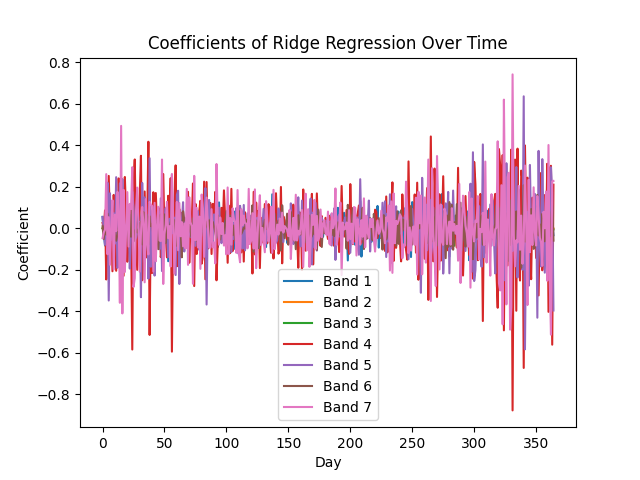 Coefficients of Ridge Regression Over Time
Coefficient
0.8
0.6
0.4
0.2
0.0
−0.2
−0.4
−0.6
−0.8
Band 1
Band 2
Band 3
Band 4
Band 5
Band 6
Band 7
0 50 100 150 200 250 300 350
Day